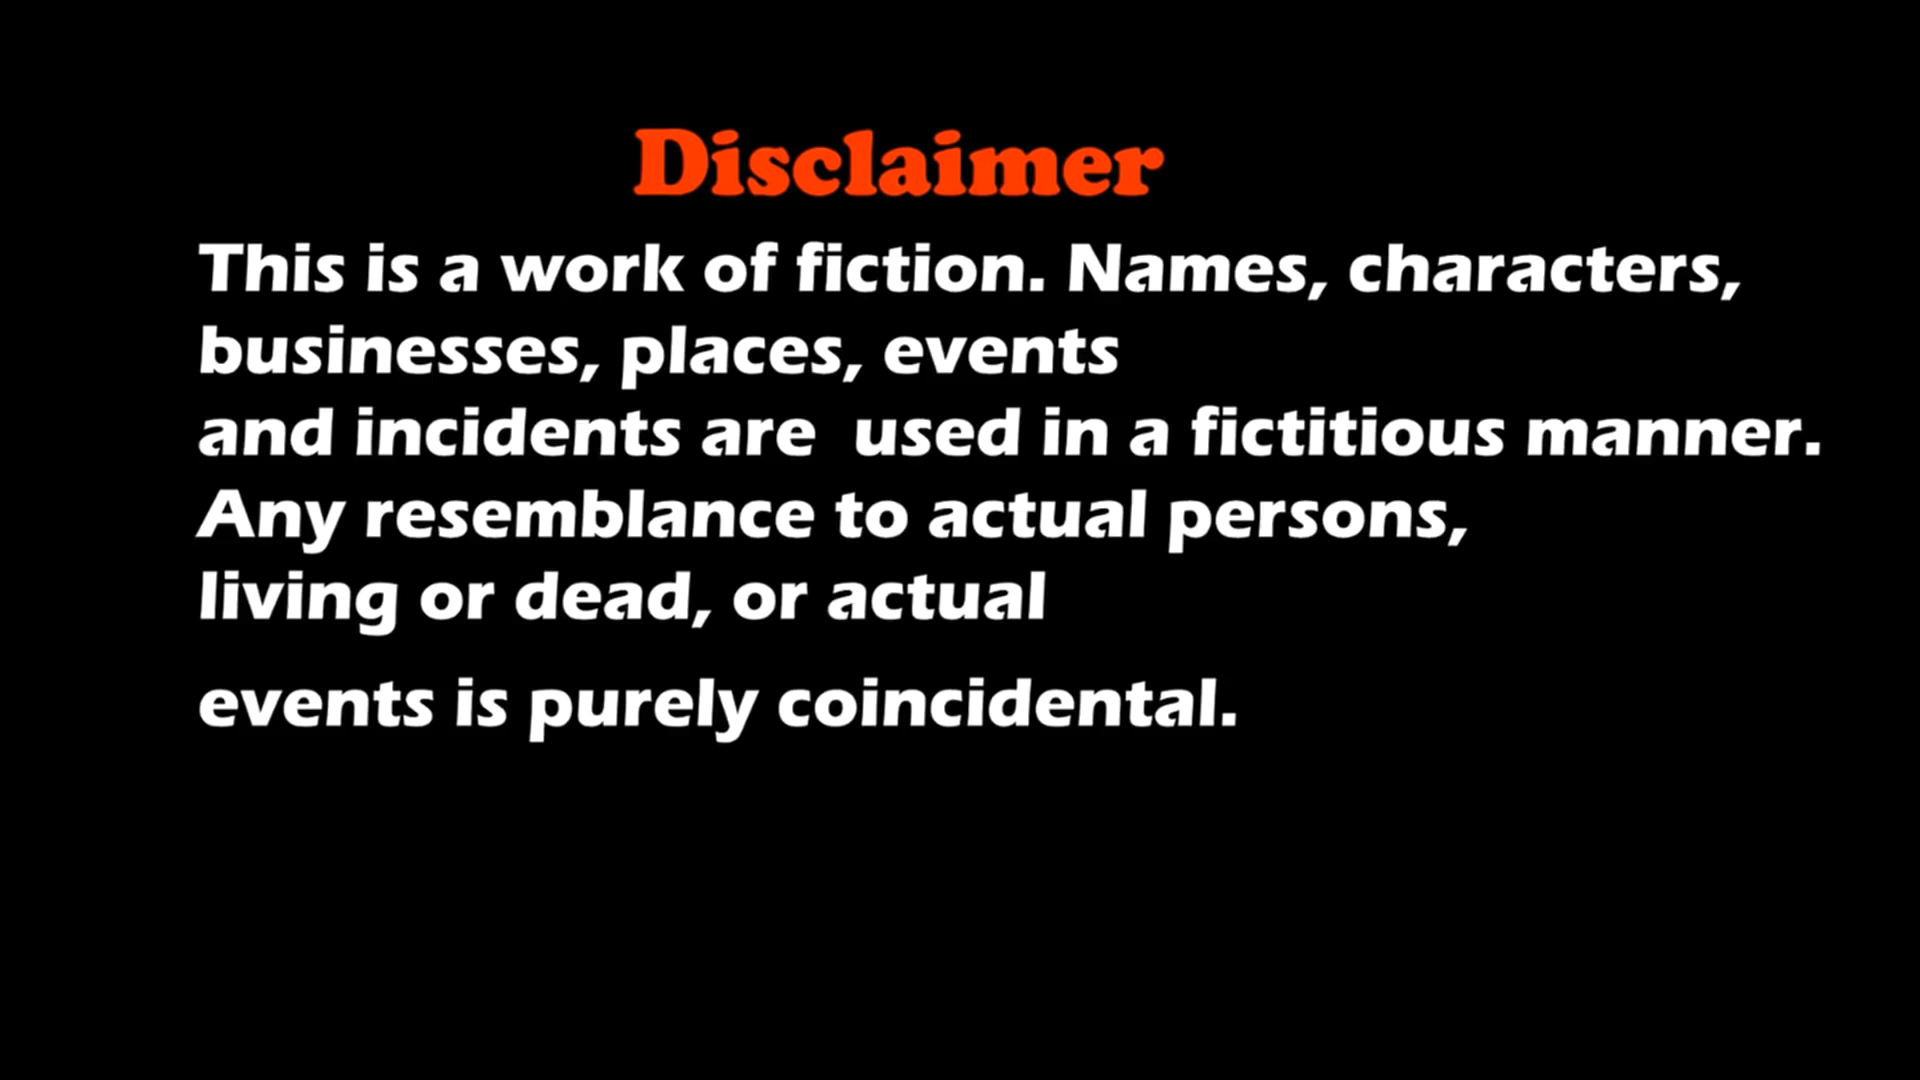 Disclaimer
This is a work of fiction. Names, characters,
businesses, places, events
and incidents are  used in a fictitious manner.
Any resemblance to actual persons,
living or dead, or actual
events is purely coincidental.